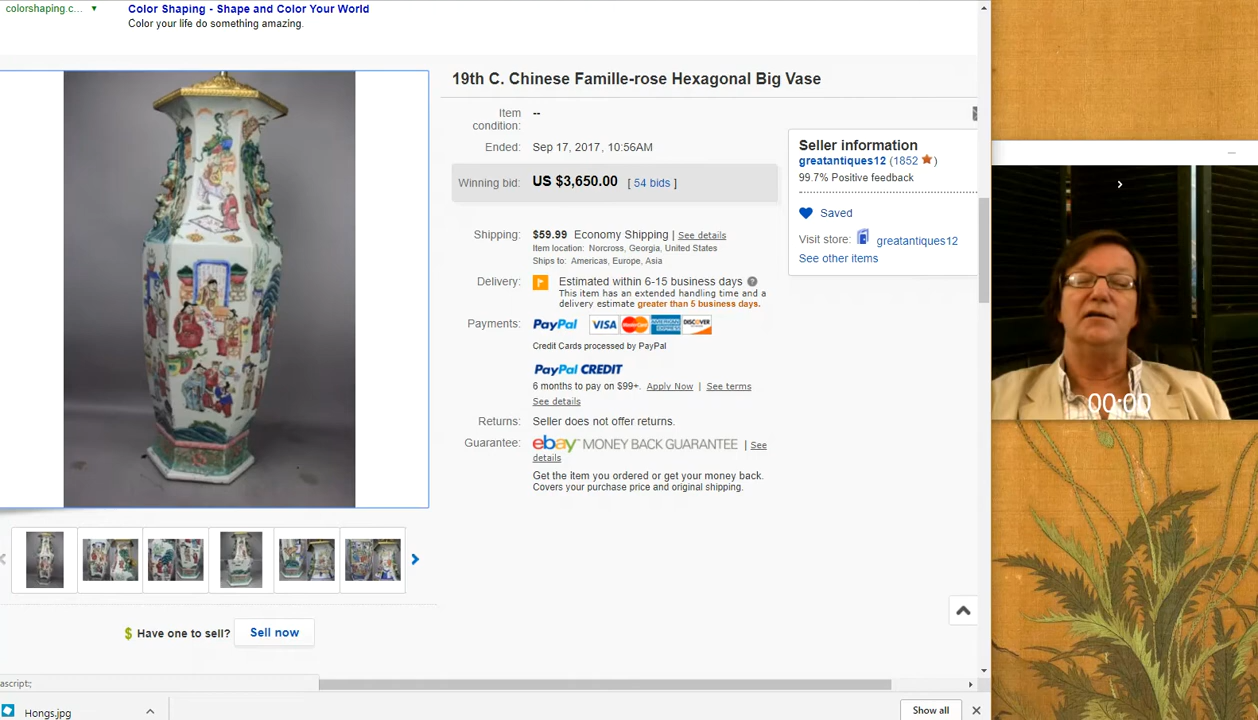 colorshaping.c... ▼
Color Shaping - Shape and Color Your World
Color your life do something amazing.
19th C. Chinese Famille-rose Hexagonal Big Vase
Item condition: --
Ended: Sep 17, 2017, 10:56AM
Winning bid: US $3,650.00 [ 54 bids ]
Shipping: $59.99 Economy Shipping | See details
Item location: Norcross, Georgia, United States
Ships to: Americas, Europe, Asia
Delivery: Estimated within 6-15 business days ?
This item has an extended handling time and a
delivery estimate greater than 5 business days.
Payments: PayPal VISA MasterCard AMERICAN EXPRESS DISCOVER
Credit Cards processed by PayPal
PayPal CREDIT
6 months to pay on $99+. Apply Now | See terms
See details
Returns: Seller does not offer returns.
Guarantee: ebay MONEY BACK GUARANTEE | See
details
Get the item you ordered or get your money back.
Covers your purchase price and original shipping.
Seller information
greatantiques12 (1852 ★)
99.7% Positive feedback
Saved
Visit store: greatantiques12
See other items
00:00
$ Have one to sell? Sell now
ascript:;
Hongs.jpg
Show all